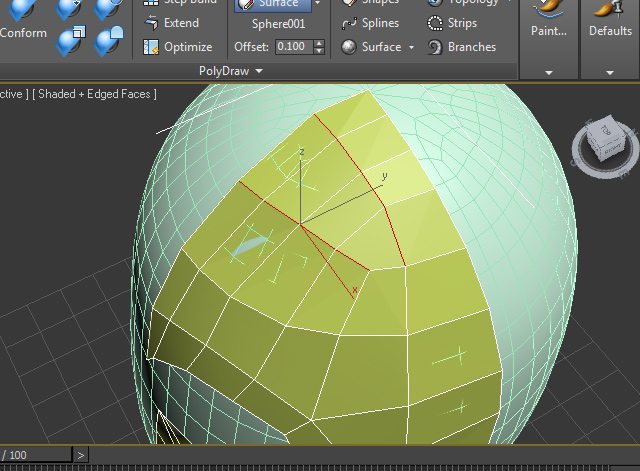 Step Build
Surface
Shapes
Topology
Conform
Extend
Sphere001
Splines
Strips
Paint...
Defaults
Optimize
Offset: 0.100
Surface
Branches
PolyDraw
ctive ] [ Shaded + Edged Faces ]
z
y
x
/ 100
>